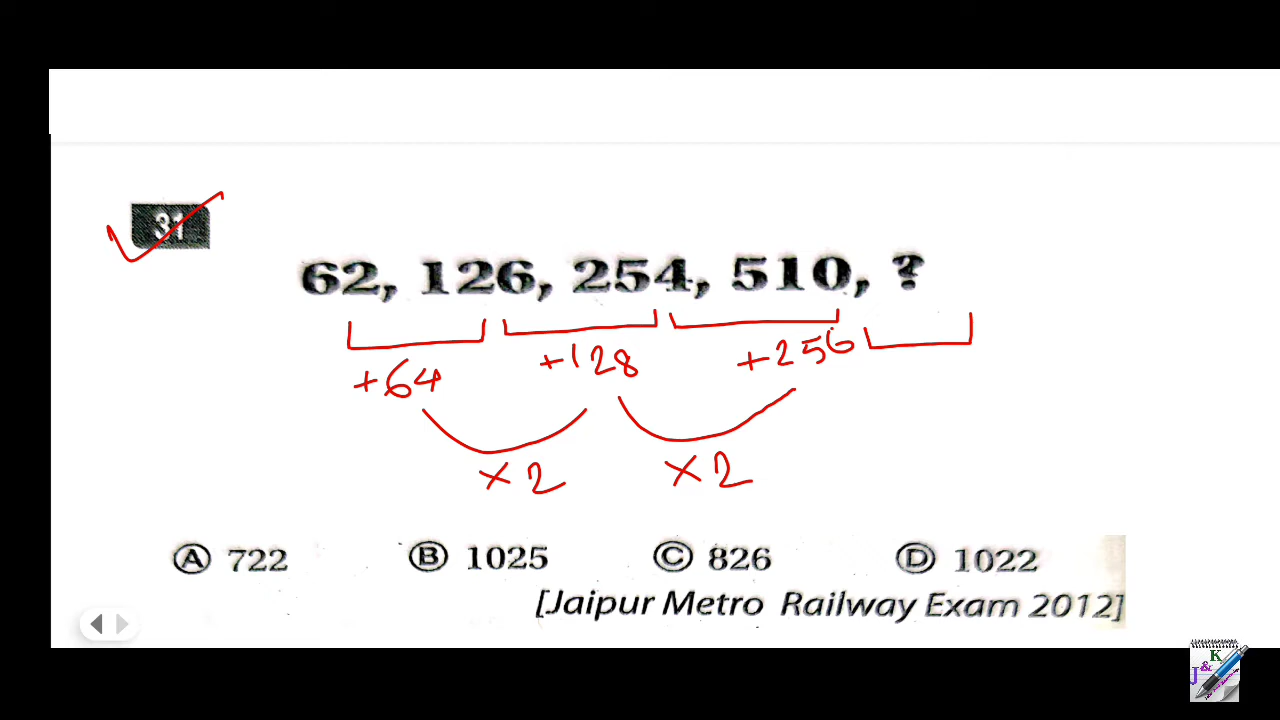 31
62, 126, 254, 510, ?
+64 +128 +256
×2 ×2
Ⓐ 722 Ⓑ 1025 Ⓒ 826 Ⓓ 1022
[Jaipur Metro Railway Exam 2012]
J&K